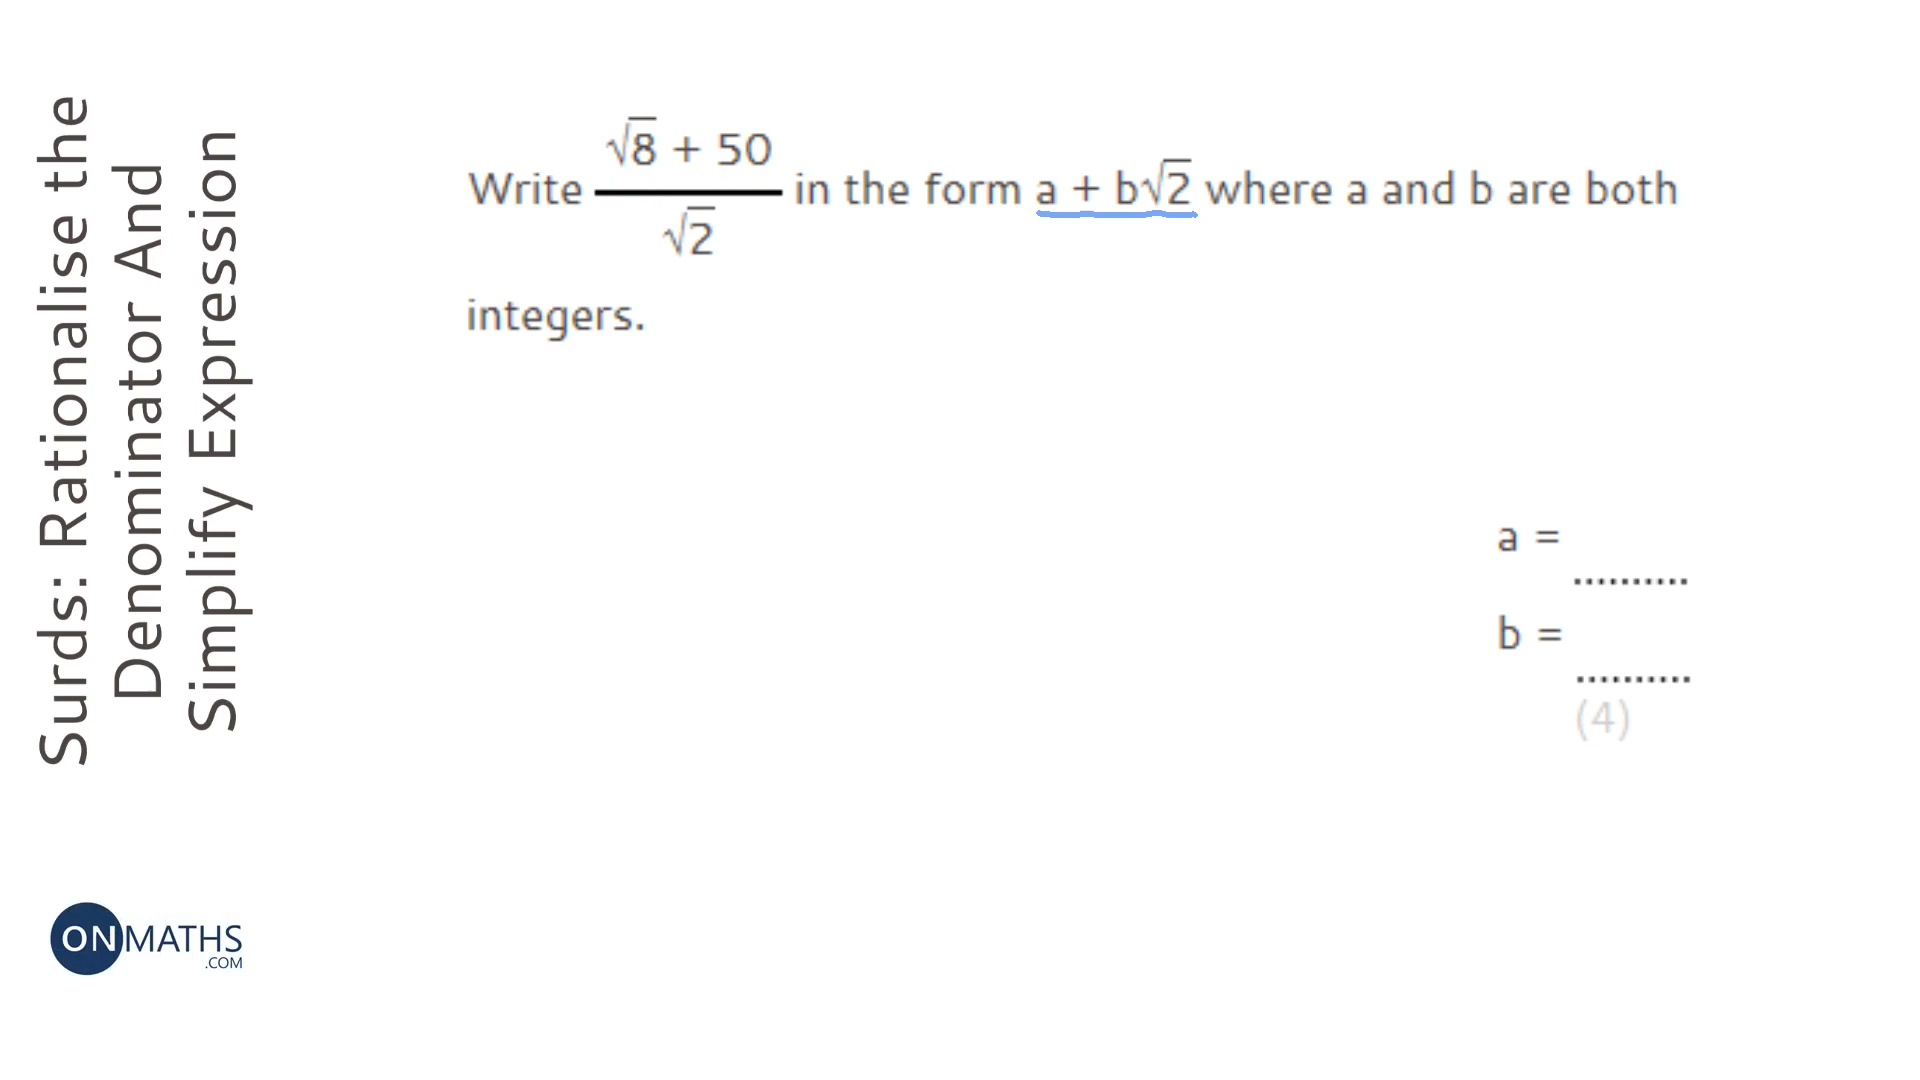 Surds: Rationalise the
Denominator And
Simplify Expression
√8 + 50
Write ―― in the form a + b√2 where a and b are both
√2
integers.
a =
..........
b =
..........
(4)
ONMATHS
.COM